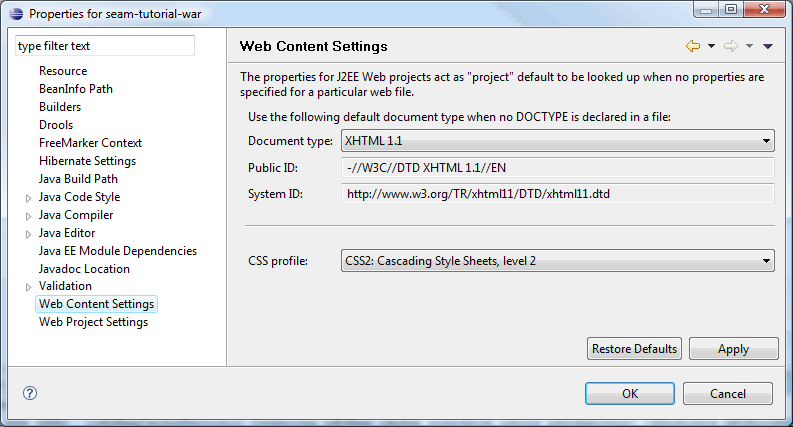 Properties for seam-tutorial-war
type filter text
Resource
BeanInfo Path
Builders
Drools
FreeMarker Context
Hibernate Settings
Java Build Path
Java Code Style
Java Compiler
Java Editor
Java EE Module Dependencies
Javadoc Location
Validation
Web Content Settings
Web Project Settings
Web Content Settings
The properties for J2EE Web projects act as "project" default to be looked up when no properties are
specified for a particular web file.
Use the following default document type when no DOCTYPE is declared in a file:
Document type: XHTML 1.1
Public ID: -//W3C//DTD XHTML 1.1//EN
System ID: http://www.w3.org/TR/xhtml11/DTD/xhtml11.dtd
CSS profile: CSS2: Cascading Style Sheets, level 2
Restore Defaults Apply
? OK Cancel